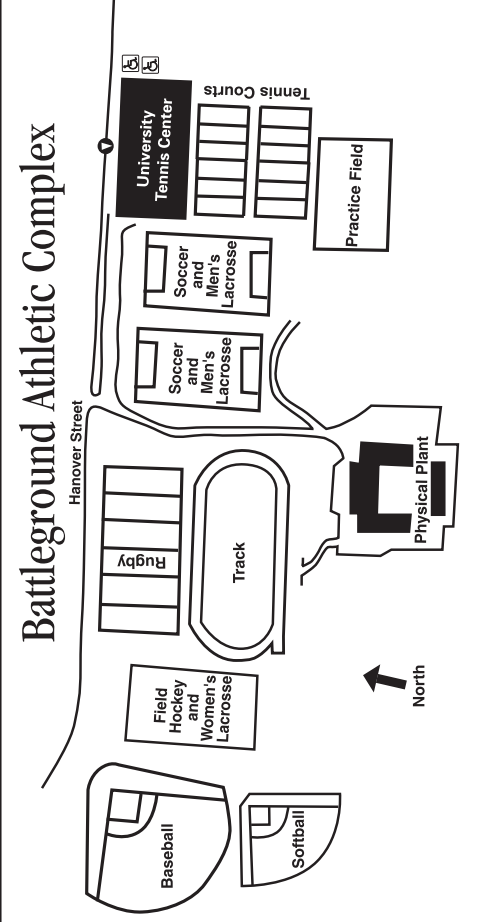 Battleground Athletic Complex
Hanover Street
Baseball
Softball
Field
Hockey
and
Women's
Lacrosse
Rugby
Track
North
Physical Plant
Soccer
and
Men's
Lacrosse
Soccer
and
Men's
Lacrosse
University
Tennis Center
Tennis Courts
Practice Field